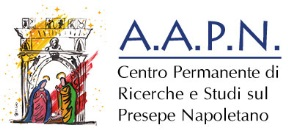 A.A.P.N.
Centro Permanente di
Ricerche e Studi sul
Presepe Napoletano